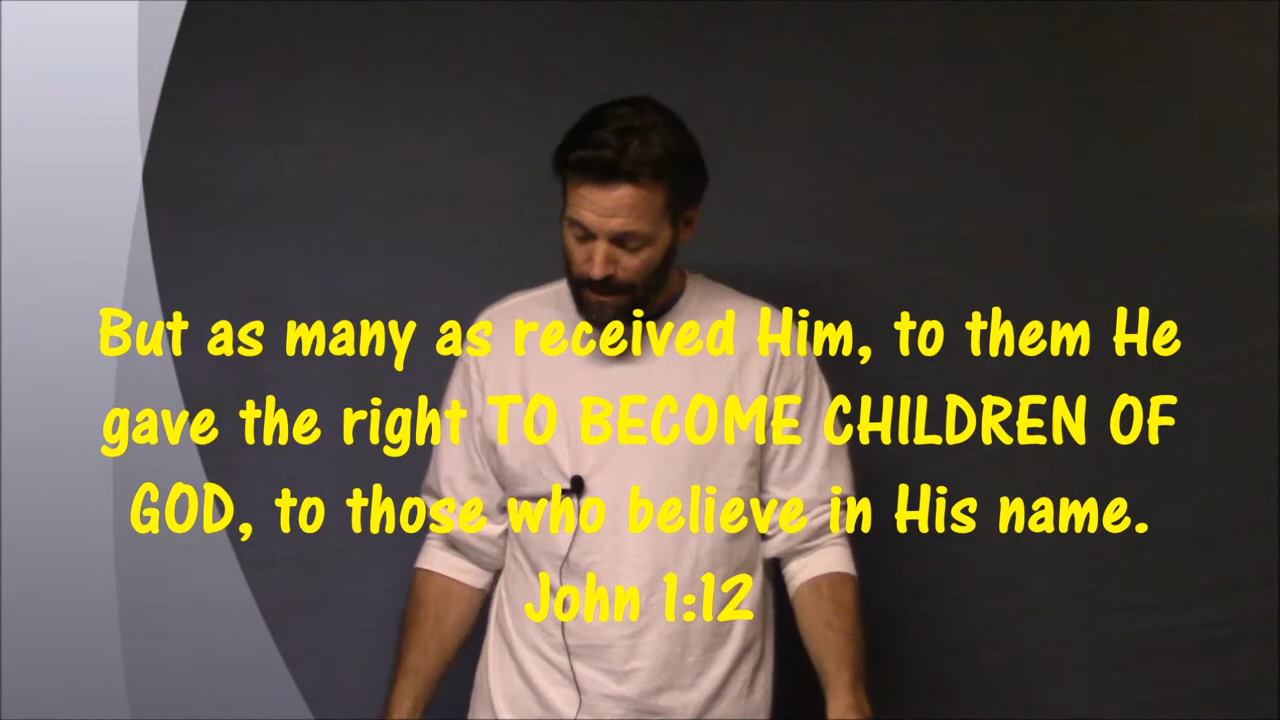 But as many as received Him, to them He
gave the right TO BECOME CHILDREN OF
GOD, to those who believe in His name.
John 1:12